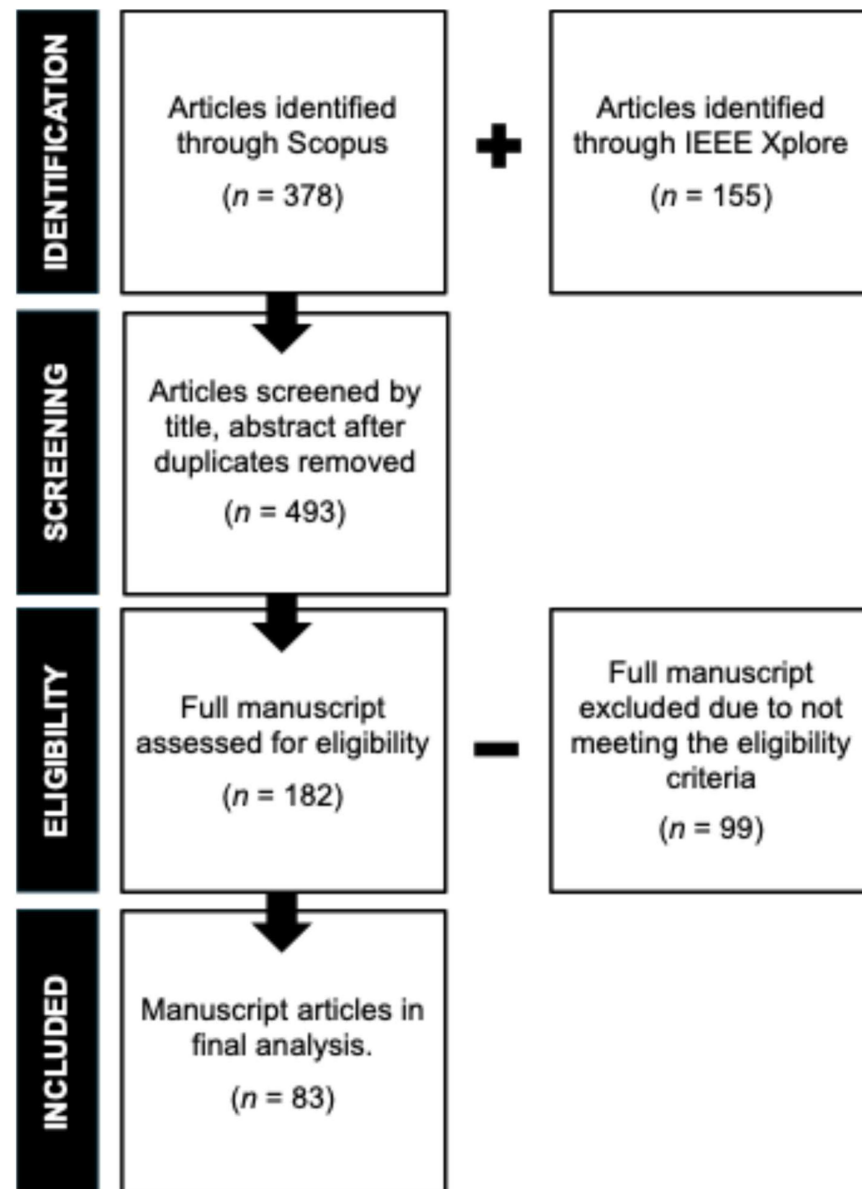 IDENTIFICATION
Articles identified
through Scopus
(n = 378)
+
Articles identified
through IEEE Xplore
(n = 155)
SCREENING
Articles screened by
title, abstract after
duplicates removed
(n = 493)
ELIGIBILITY
Full manuscript
assessed for eligibility
(n = 182)
-
Full manuscript
excluded due to not
meeting the eligibility
criteria
(n = 99)
INCLUDED
Manuscript articles in
final analysis.
(n = 83)